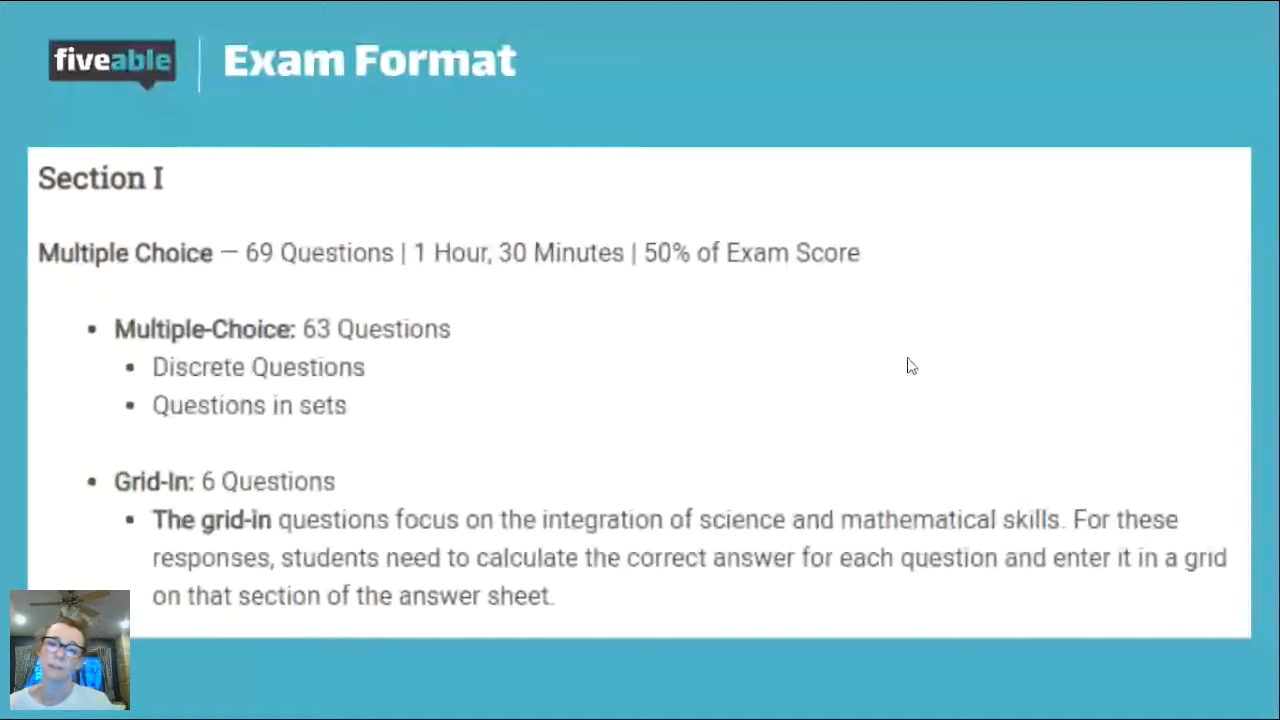 fiveable
Exam Format
Section I
Multiple Choice — 69 Questions | 1 Hour, 30 Minutes | 50% of Exam Score
• Multiple-Choice: 63 Questions
• Discrete Questions
• Questions in sets
• Grid-In: 6 Questions
• The grid-in questions focus on the integration of science and mathematical skills. For these
responses, students need to calculate the correct answer for each question and enter it in a grid
on that section of the answer sheet.